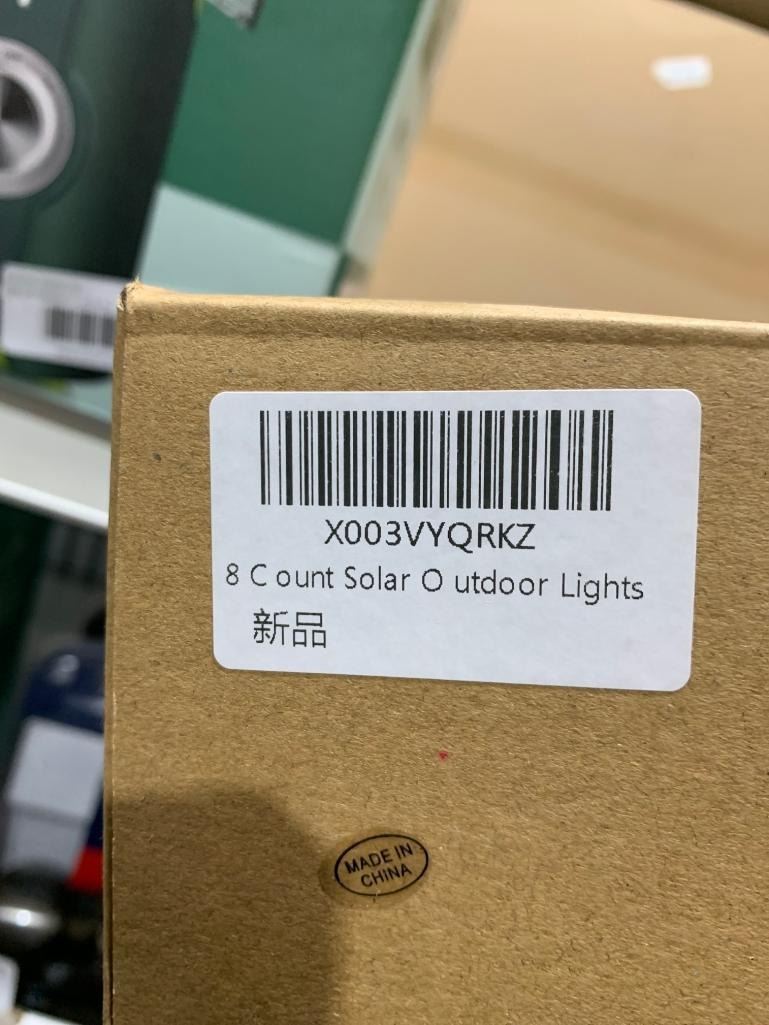 X003VYQRKZ
8 C ount Solar O utdoor Lights
新品
MADE IN
CHINA